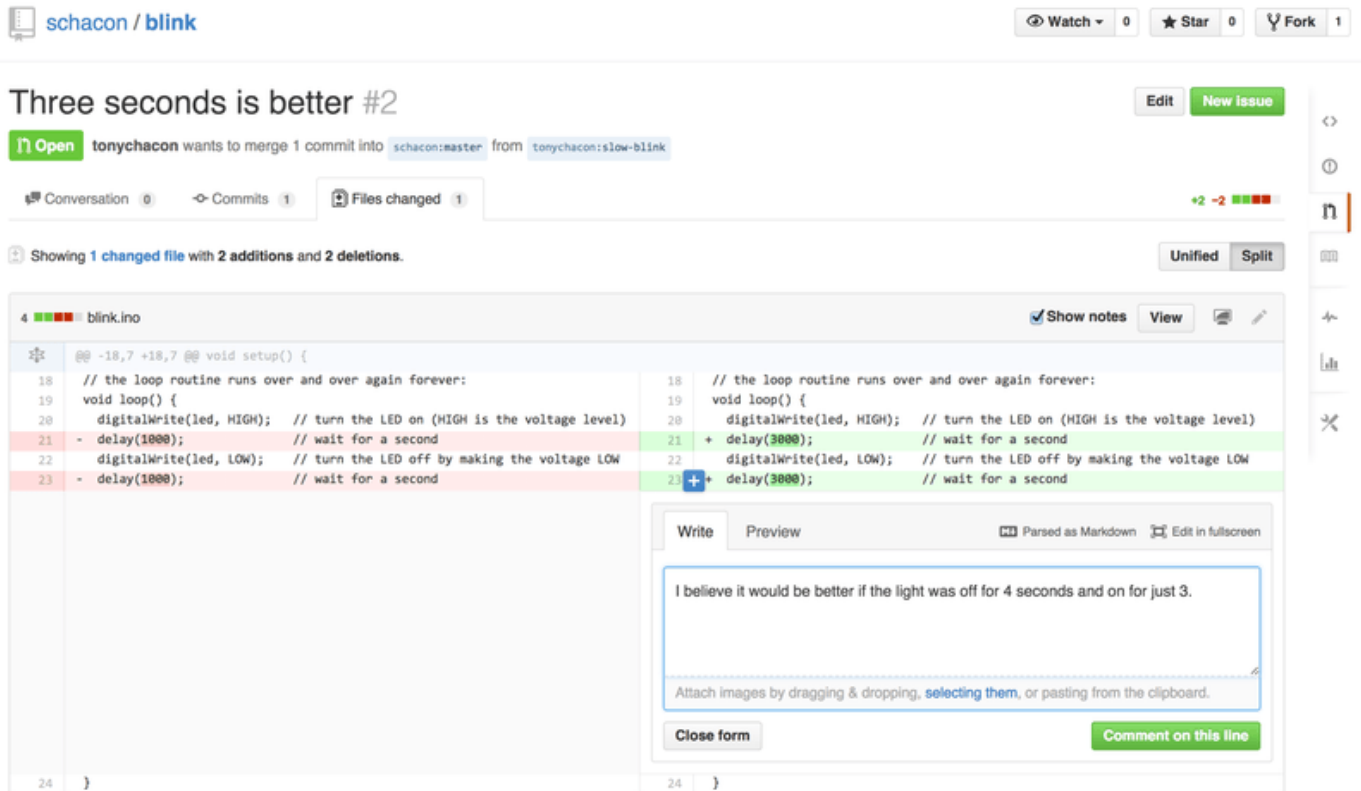 schacon / blink
Watch 0 Star 0 Fork 1
Three seconds is better #2
Edit New issue
Open tonychacon wants to merge 1 commit into schacon:master from tonychacon:slow-blink
Conversation 0 Commits 1 Files changed 1
+2 −2
Showing 1 changed file with 2 additions and 2 deletions.
Unified Split
4 blink.ino
Show notes View
@@ -18,7 +18,7 @@ void setup() {
18 // the loop routine runs over and over again forever:
19 void loop() {
20 digitalWrite(led, HIGH); // turn the LED on (HIGH is the voltage level)
21 - delay(1000); // wait for a second
22 digitalWrite(led, LOW); // turn the LED off by making the voltage LOW
23 - delay(1000); // wait for a second
24 }
18 // the loop routine runs over and over again forever:
19 void loop() {
20 digitalWrite(led, HIGH); // turn the LED on (HIGH is the voltage level)
21 + delay(3000); // wait for a second
22 digitalWrite(led, LOW); // turn the LED off by making the voltage LOW
23 + delay(3000); // wait for a second
Write Preview Parsed as Markdown Edit in fullscreen
I believe it would be better if the light was off for 4 seconds and on for just 3.
Attach images by dragging & dropping, selecting them, or pasting from the clipboard.
Close form Comment on this line
24 }